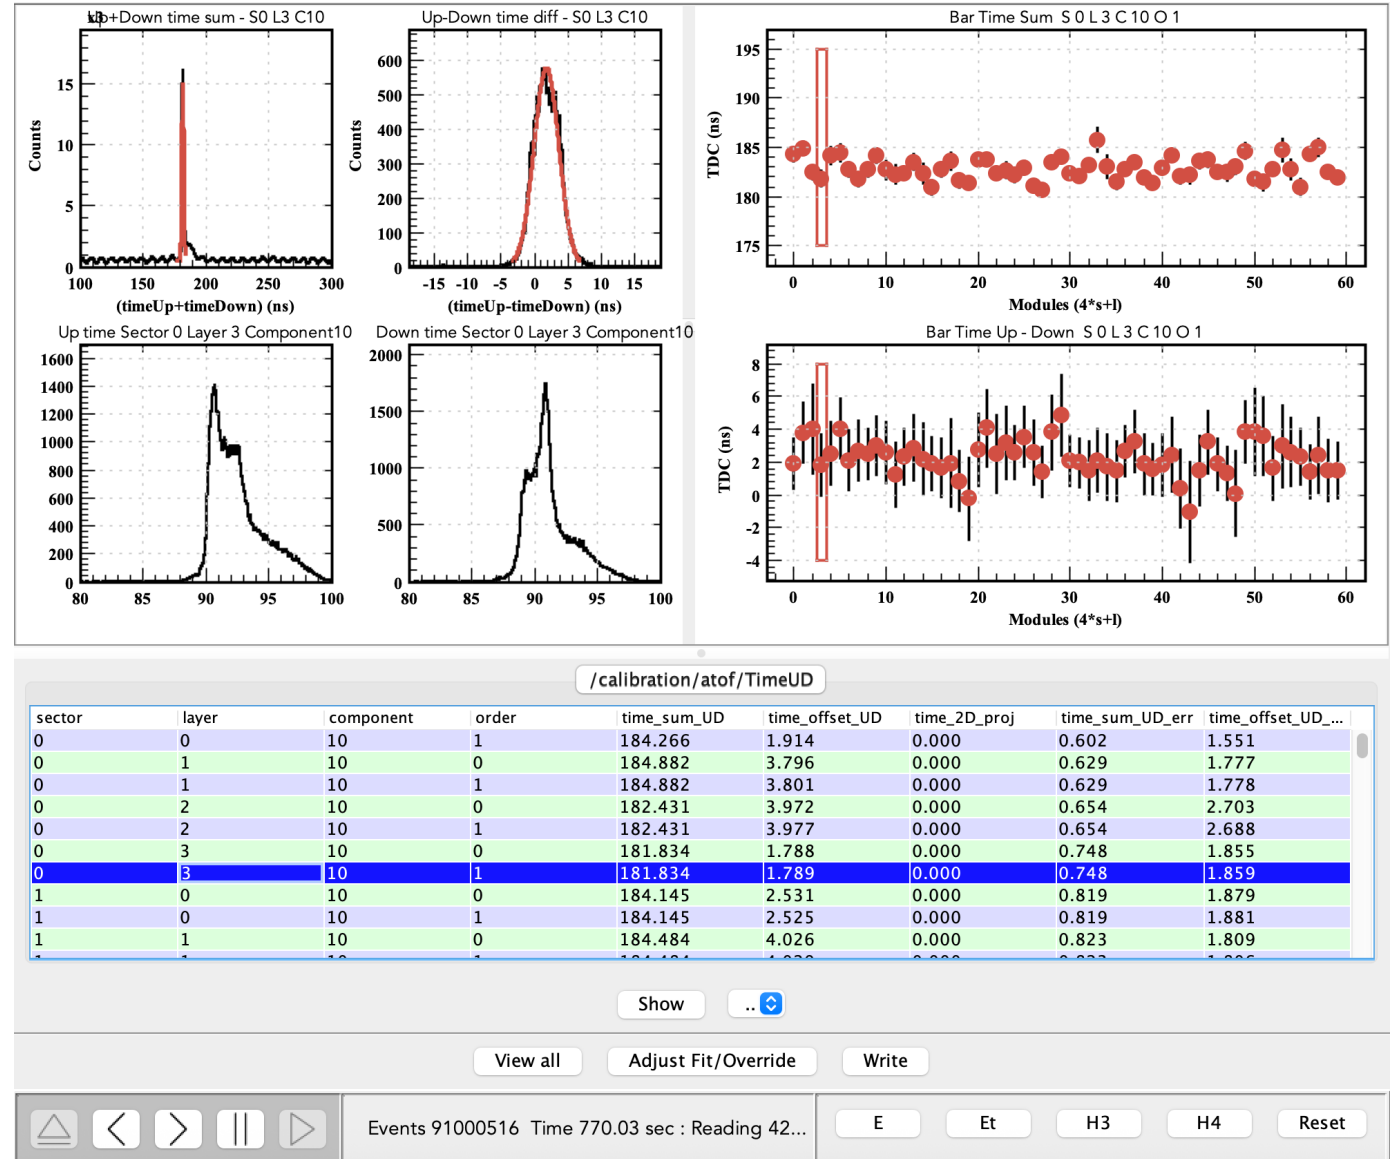 Up+Down time sum - S0 L3 C10
x3
15
10
5
0
Counts
100 150 200 250 300
(timeUp+timeDown) (ns)
Up-Down time diff - S0 L3 C10
600
500
400
300
200
100
0
Counts
-15 -10 -5 0 5 10 15
(timeUp-timeDown) (ns)
Bar Time Sum S 0 L 3 C 10 O 1
195
190
185
180
175
TDC (ns)
0 10 20 30 40 50 60
Modules (4*s+l)
Up time Sector 0 Layer 3 Component10
1600
1400
1200
1000
800
600
400
200
0
80 85 90 95 100
Down time Sector 0 Layer 3 Component10
2000
1500
1000
500
0
80 85 90 95 100
Bar Time Up - Down S 0 L 3 C 10 O 1
8
6
4
2
0
-2
-4
TDC (ns)
0 10 20 30 40 50 60
Modules (4*s+l)
/calibration/atof/TimeUD
sector layer component order time_sum_UD time_offset_UD time_2D_proj time_sum_UD_err time_offset_UD_...
0 0 10 1 184.266 1.914 0.000 0.602 1.551
0 1 10 0 184.882 3.796 0.000 0.629 1.777
0 1 10 1 184.882 3.801 0.000 0.629 1.778
0 2 10 0 182.431 3.972 0.000 0.654 2.703
0 2 10 1 182.431 3.977 0.000 0.654 2.688
0 3 10 0 181.834 1.788 0.000 0.748 1.855
0 3 10 1 181.834 1.789 0.000 0.748 1.859
1 0 10 0 184.145 2.531 0.000 0.819 1.879
1 0 10 1 184.145 2.525 0.000 0.819 1.881
1 1 10 0 184.484 4.026 0.000 0.823 1.809
Show ..
View all Adjust Fit/Override Write
Events 91000516 Time 770.03 sec : Reading 42...
E Et H3 H4 Reset